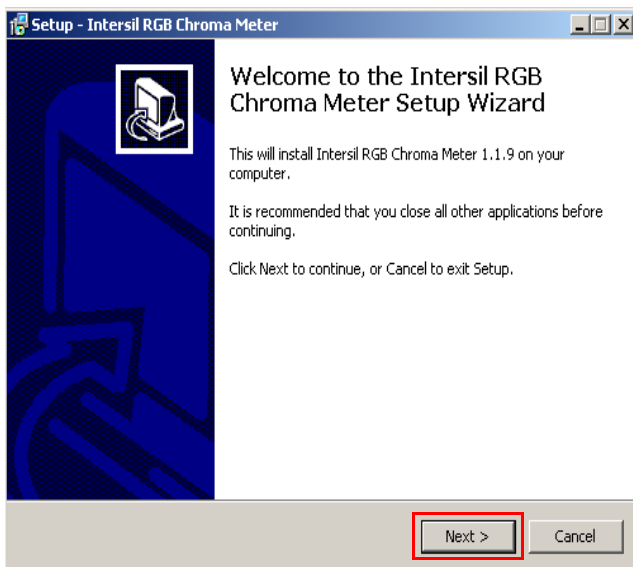 Setup - Intersil RGB Chroma Meter
Welcome to the Intersil RGB
Chroma Meter Setup Wizard
This will install Intersil RGB Chroma Meter 1.1.9 on your
computer.
It is recommended that you close all other applications before
continuing.
Click Next to continue, or Cancel to exit Setup.
Next >
Cancel